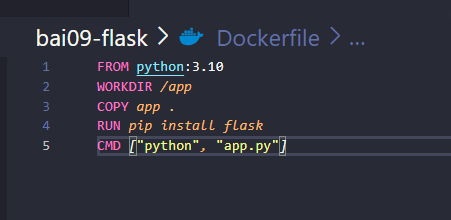 bai09-flask > Dockerfile > ...
1 FROM python:3.10
2 WORKDIR /app
3 COPY app .
4 RUN pip install flask
5 CMD ["python", "app.py"]